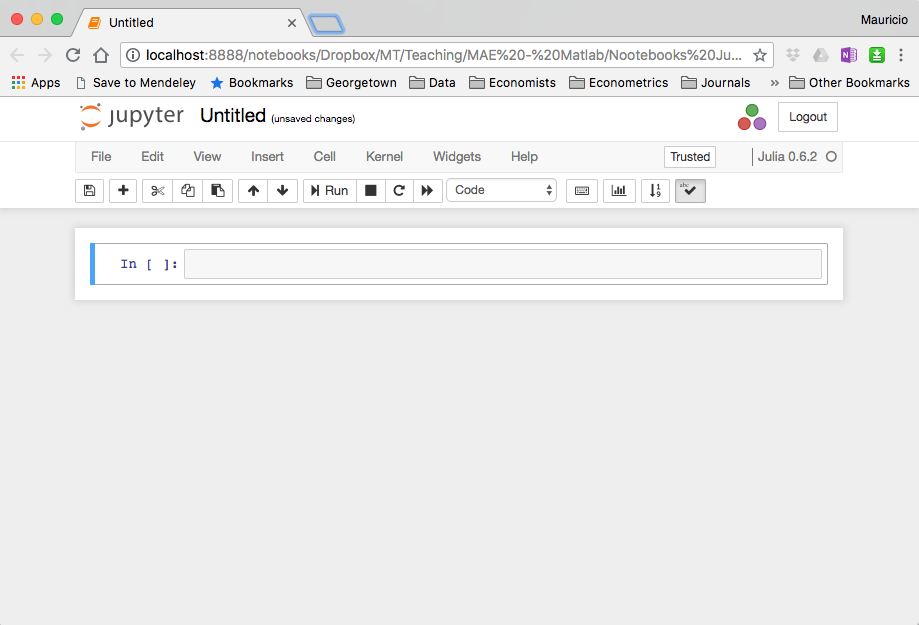 Untitled
Mauricio
localhost:8888/notebooks/Dropbox/MT/Teaching/MAE%20-%20Matlab/Nootebooks%20Ju...
Apps Save to Mendeley Bookmarks Georgetown Data Economists Econometrics Journals » Other Bookmarks
jupyter Untitled (unsaved changes) Logout
File Edit View Insert Cell Kernel Widgets Help Trusted Julia 0.6.2
Run Code abc
In [ ]: